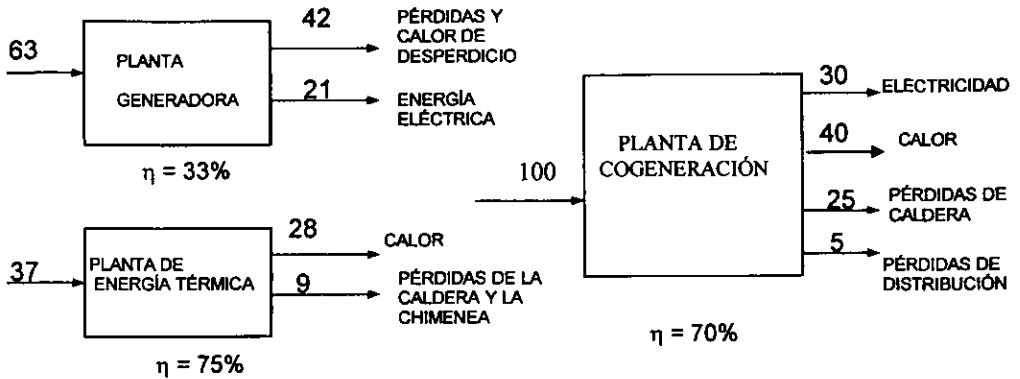 63
PLANTA
GENERADORA
42
PÉRDIDAS Y
CALOR DE
DESPERDICIO
21
ENERGÍA
ELÉCTRICA
η = 33%
37
PLANTA DE
ENERGÍA TÉRMICA
28
CALOR
9
PÉRDIDAS DE LA
CALDERA Y LA
CHIMENEA
η = 75%
100
PLANTA DE
COGENERACIÓN
30
ELECTRICIDAD
40
CALOR
25
PÉRDIDAS DE
CALDERA
5
PÉRDIDAS DE
DISTRIBUCIÓN
η = 70%